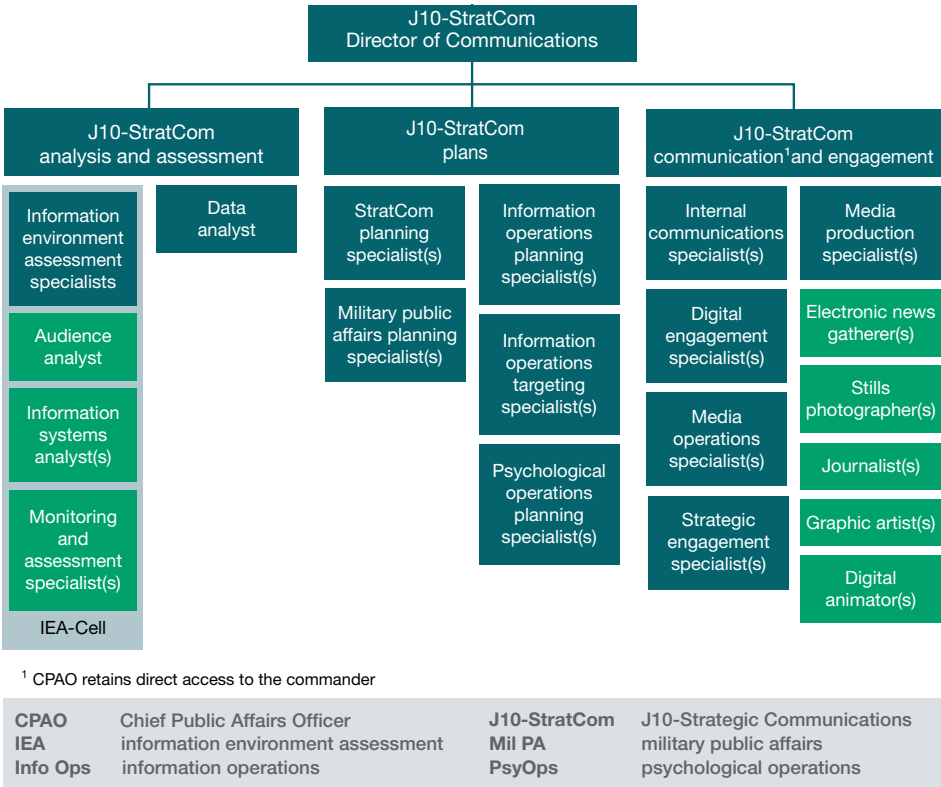 J10-StratCom
Director of Communications
J10-StratCom
analysis and assessment
J10-StratCom
plans
J10-StratCom
communication¹and engagement
Information
environment
assessment
specialists
Audience
analyst
Information
systems
analyst(s)
Monitoring
and
assessment
specialist(s)
IEA-Cell
Data
analyst
StratCom
planning
specialist(s)
Military public
affairs planning
specialist(s)
Information
operations
planning
specialist(s)
Information
operations
targeting
specialist(s)
Psychological
operations
planning
specialist(s)
Internal
communications
specialist(s)
Digital
engagement
specialist(s)
Media
operations
specialist(s)
Strategic
engagement
specialist(s)
Media
production
specialist(s)
Electronic news
gatherer(s)
Stills
photographer(s)
Journalist(s)
Graphic artist(s)
Digital
animator(s)
¹ CPAO retains direct access to the commander
CPAO Chief Public Affairs Officer
IEA information environment assessment
Info Ops information operations
J10-StratCom J10-Strategic Communications
Mil PA military public affairs
PsyOps psychological operations